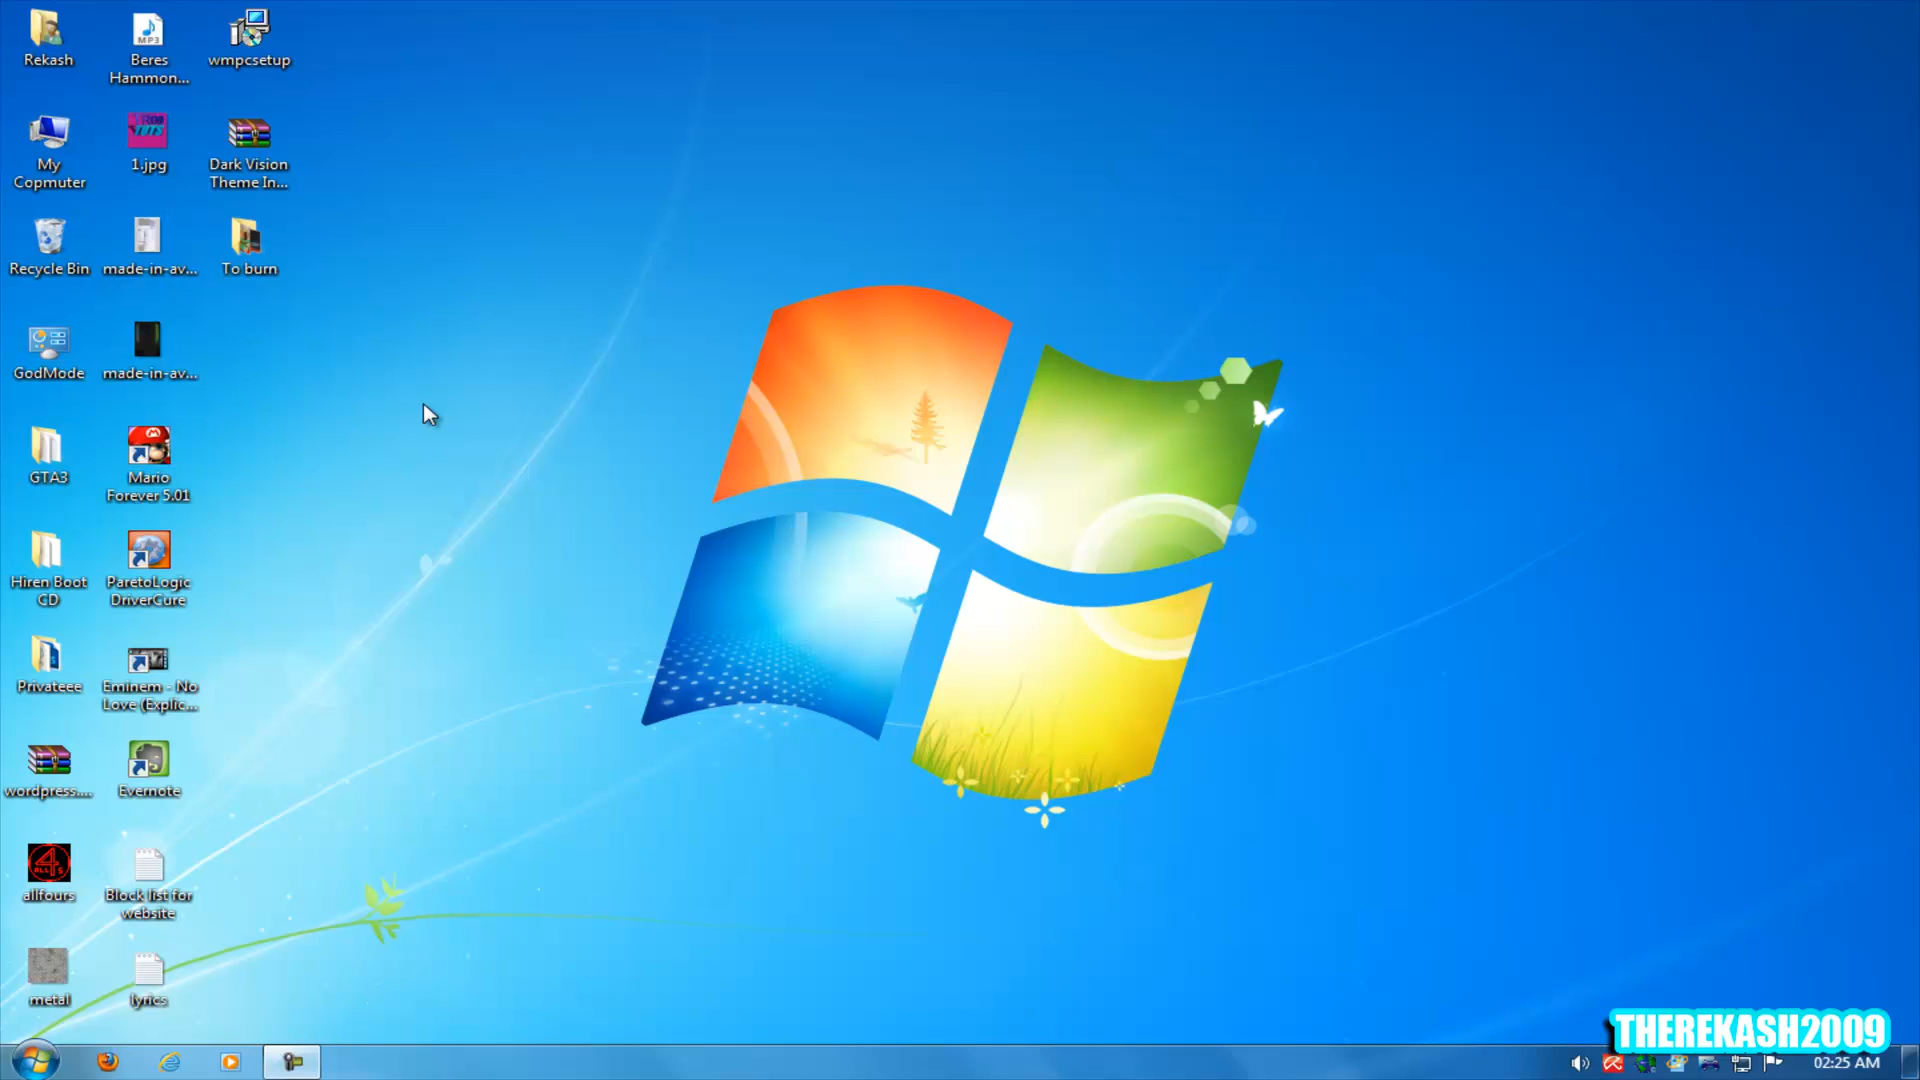 Rekash
Beres
Hammon...
wmpcsetup
My
Copmuter
1.jpg
Dark Vision
Theme In...
Recycle Bin
made-in-av...
To burn
GodMode
made-in-av...
GTA3
Mario
Forever 5.01
Hiren Boot
CD
ParetoLogic
DriverCure
Privateee
Eminem - No
Love (Explic...
wordpress....
Evernote
allfours
Block list for
website
metal
lyrics
THEREKASH2009
02:25 AM